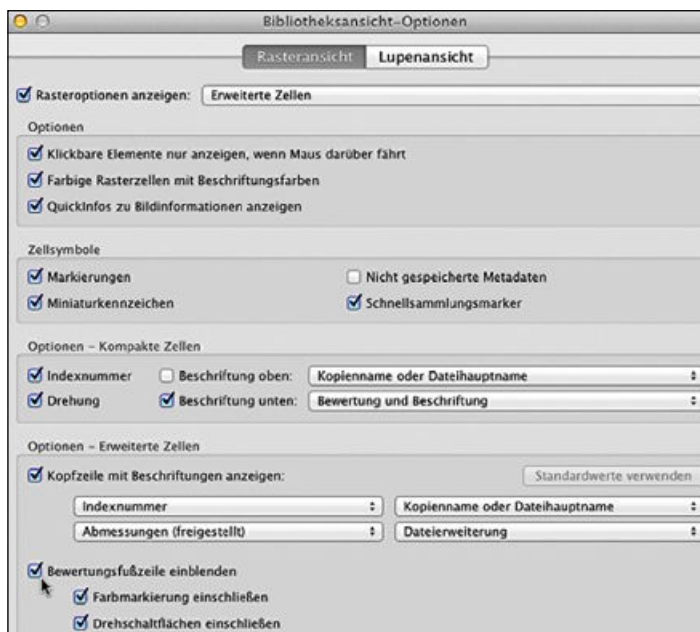 Bibliotheksansicht-Optionen
Rasteransicht Lupenansicht
Rasteroptionen anzeigen: Erweiterte Zellen
Optionen
Klickbare Elemente nur anzeigen, wenn Maus darüber fährt
Farbige Rasterzellen mit Beschriftungsfarben
QuickInfos zu Bildinformationen anzeigen
Zellsymbole
Markierungen Nicht gespeicherte Metadaten
Miniaturkennzeichen Schnellsammlungsmarker
Optionen – Kompakte Zellen
Indexnummer Beschriftung oben: Kopienname oder Dateihauptname
Drehung Beschriftung unten: Bewertung und Beschriftung
Optionen – Erweiterte Zellen
Kopfzeile mit Beschriftungen anzeigen: Standardwerte verwenden
Indexnummer Kopienname oder Dateihauptname
Abmessungen (freigestellt) Dateierweiterung
Bewertungsfußzeile einblenden
Farbmarkierung einschließen
Drehschaltflächen einschließen